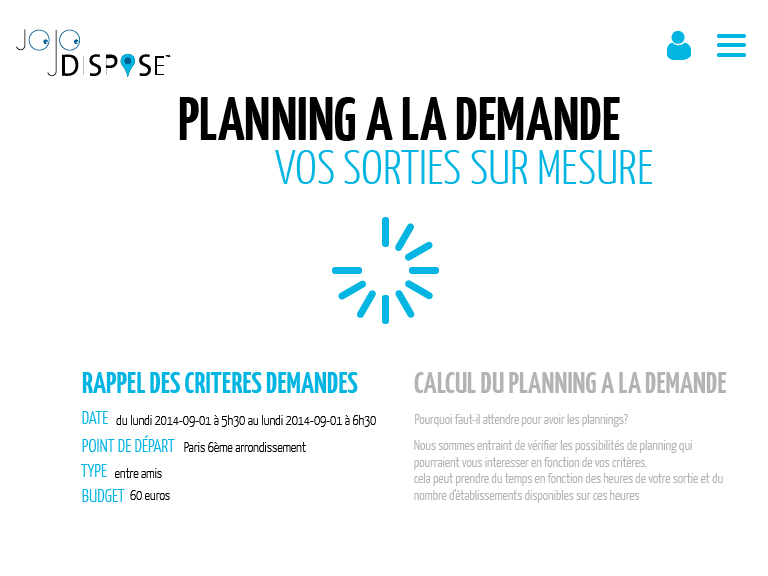 JOJO
JDISPOSE™
PLANNING A LA DEMANDE
VOS SORTIES SUR MESURE
RAPPEL DES CRITERES DEMANDES
DATE du lundi 2014-09-01 à 5h30 au lundi 2014-09-01 à 6h30
POINT DE DÉPART Paris 6ème arrondissement
TYPE entre amis
BUDGET 60 euros
CALCUL DU PLANNING A LA DEMANDE
Pourquoi faut-il attendre pour avoir les plannings?
Nous sommes entraint de vérifier les possibilités de planning qui
pourraient vous interesser en fonction de vos critères.
cela peut prendre du temps en fonction des heures de votre sortie et du
nombre d'établissements disponibles sur ces heures